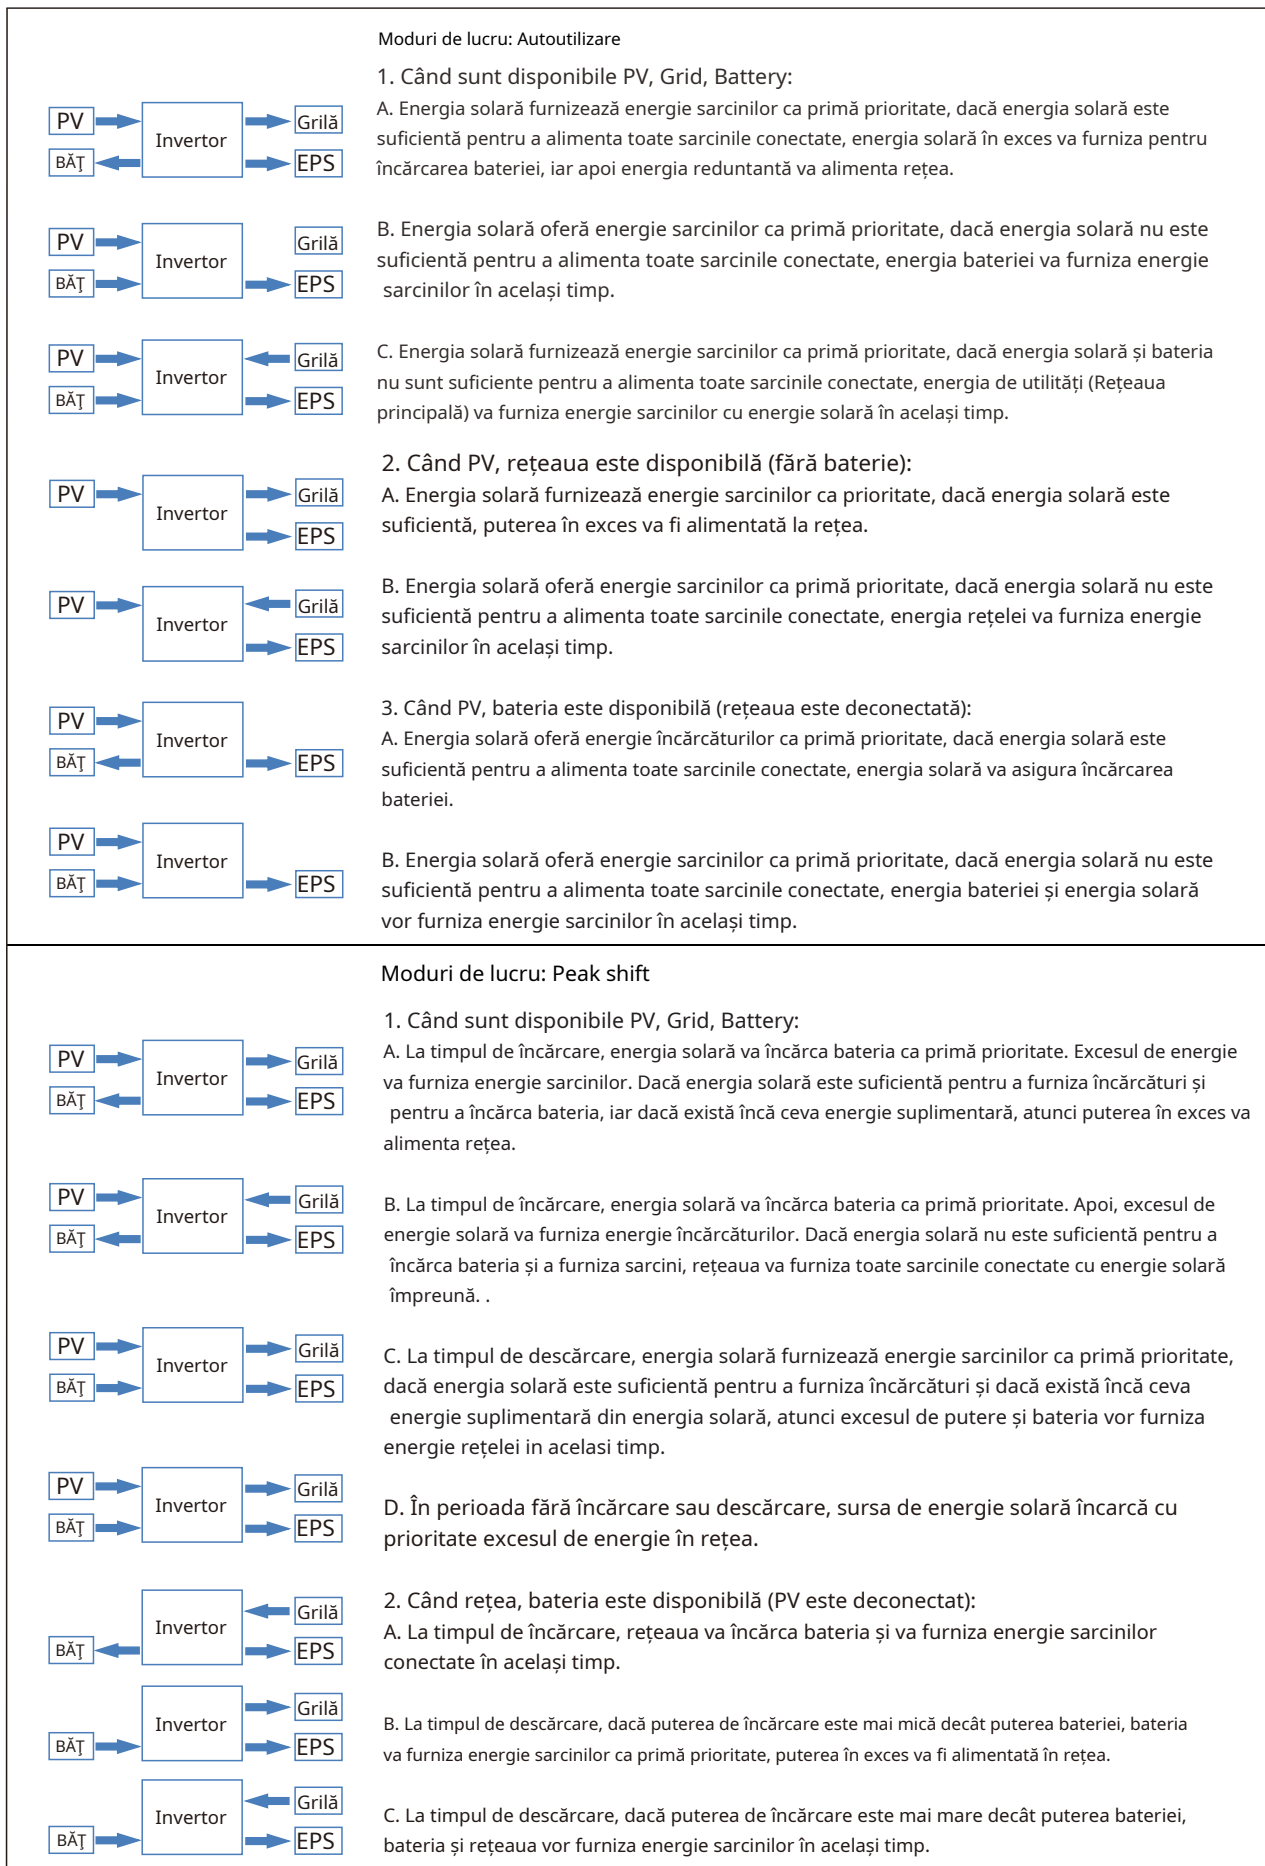 Moduri de lucru: Autoutilizare
1. Când sunt disponibile PV, Grid, Battery:
PV
BĂŢ
Invertor
Grilă
EPS
A. Energia solară furnizează energie sarcinilor ca primă prioritate, dacă energia solară este
suficientă pentru a alimenta toate sarcinile conectate, energia solară în exces va furniza pentru
încărcarea bateriei, iar apoi energia reduntantă va alimenta rețea.
PV
BĂŢ
Invertor
Grilă
EPS
B. Energia solară oferă energie sarcinilor ca primă prioritate, dacă energia solară nu este
suficientă pentru a alimenta toate sarcinile conectate, energia bateriei va furniza energie
sarcinilor în același timp.
PV
BĂŢ
Invertor
Grilă
EPS
C. Energia solară furnizează energie sarcinilor ca primă prioritate, dacă energia solară și bateria
nu sunt suficiente pentru a alimenta toate sarcinile conectate, energia de utilități (Rețeaua
principală) va furniza energie sarcinilor cu energie solară în același timp.
2. Când PV, rețeaua este disponibilă (fără baterie):
PV
Invertor
Grilă
EPS
A. Energia solară furnizează energie sarcinilor ca prioritate, dacă energia solară este
suficientă, puterea în exces va fi alimentată la rețea.
PV
Invertor
Grilă
EPS
B. Energia solară oferă energie sarcinilor ca primă prioritate, dacă energia solară nu este
suficientă pentru a alimenta toate sarcinile conectate, energia rețelei va furniza energie
sarcinilor în același timp.
3. Când PV, bateria este disponibilă (rețeaua este deconectată):
PV
BĂŢ
Invertor
EPS
A. Energia solară oferă energie încărcăturilor ca primă prioritate, dacă energia solară este
suficientă pentru a alimenta toate sarcinile conectate, energia solară va asigura încărcarea
bateriei.
PV
BĂŢ
Invertor
EPS
B. Energia solară oferă energie sarcinilor ca primă prioritate, dacă energia solară nu este
suficientă pentru a alimenta toate sarcinile conectate, energia bateriei și energia solară
vor furniza energie sarcinilor în același timp.
Moduri de lucru: Peak shift
1. Când sunt disponibile PV, Grid, Battery:
PV
BĂŢ
Invertor
Grilă
EPS
A. La timpul de încărcare, energia solară va încărca bateria ca primă prioritate. Excesul de energie
va furniza energie sarcinilor. Dacă energia solară este suficientă pentru a furniza încărcături și
pentru a încărca bateria, iar dacă există încă ceva energie suplimentară, atunci puterea în exces va
alimenta rețea.
PV
BĂŢ
Invertor
Grilă
EPS
B. La timpul de încărcare, energia solară va încărca bateria ca primă prioritate. Apoi, excesul de
energie solară va furniza energie încărcăturilor. Dacă energia solară nu este suficientă pentru a
încărca bateria și a furniza sarcini, rețeaua va furniza toate sarcinile conectate cu energie solară
împreună. .
PV
BĂŢ
Invertor
Grilă
EPS
C. La timpul de descărcare, energia solară furnizează energie sarcinilor ca primă prioritate,
dacă energia solară este suficientă pentru a furniza încărcături și dacă există încă ceva
energie suplimentară din energia solară, atunci excesul de putere și bateria vor furniza
energie rețelei in acelasi timp.
PV
BĂŢ
Invertor
Grilă
EPS
D. În perioada fără încărcare sau descărcare, sursa de energie solară încarcă cu
prioritate excesul de energie în rețea.
2. Când rețea, bateria este disponibilă (PV este deconectat):
BĂŢ
Invertor
Grilă
EPS
A. La timpul de încărcare, rețeaua va încărca bateria și va furniza energie sarcinilor
conectate în același timp.
BĂŢ
Invertor
Grilă
EPS
B. La timpul de descărcare, dacă puterea de încărcare este mai mică decât puterea bateriei, bateria
va furniza energie sarcinilor ca primă prioritate, puterea în exces va fi alimentată în rețea.
BĂŢ
Invertor
Grilă
EPS
C. La timpul de descărcare, dacă puterea de încărcare este mai mare decât puterea bateriei,
bateria și rețeaua vor furniza energie sarcinilor în același timp.